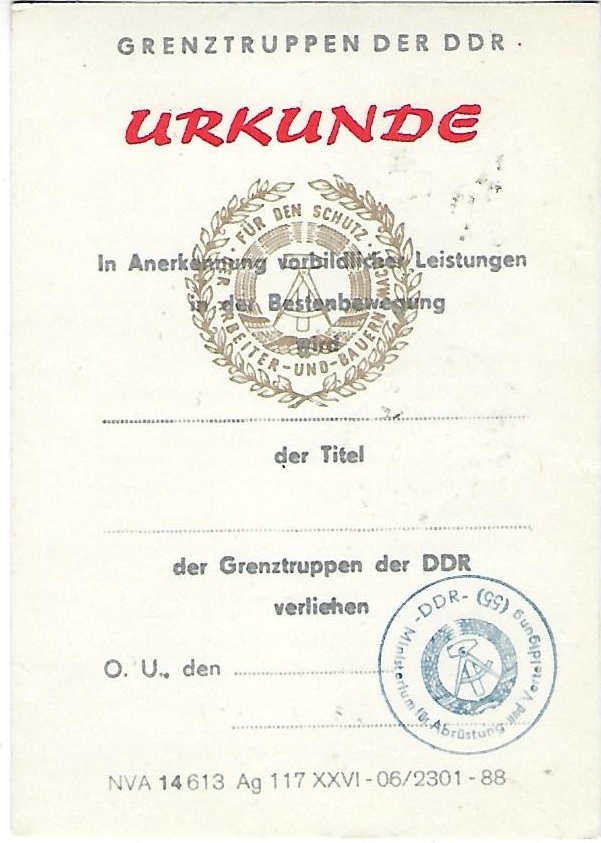 GRENZTRUPPEN DER DDR
URKUNDE
FÜR DEN SCHUTZ · DER ARBEITER-UND-BAUERN-MACHT ·
In Anerkennung vorbildlicher Leistungen
in der Bestenbewegung
wird
der Titel
der Grenztruppen der DDR
verliehen
O. U., den
-DDR- (55)
Ministerium für Abrüstung und Verteidigung
NVA 14 613 Ag 117 XXVI - 06/2301 - 88